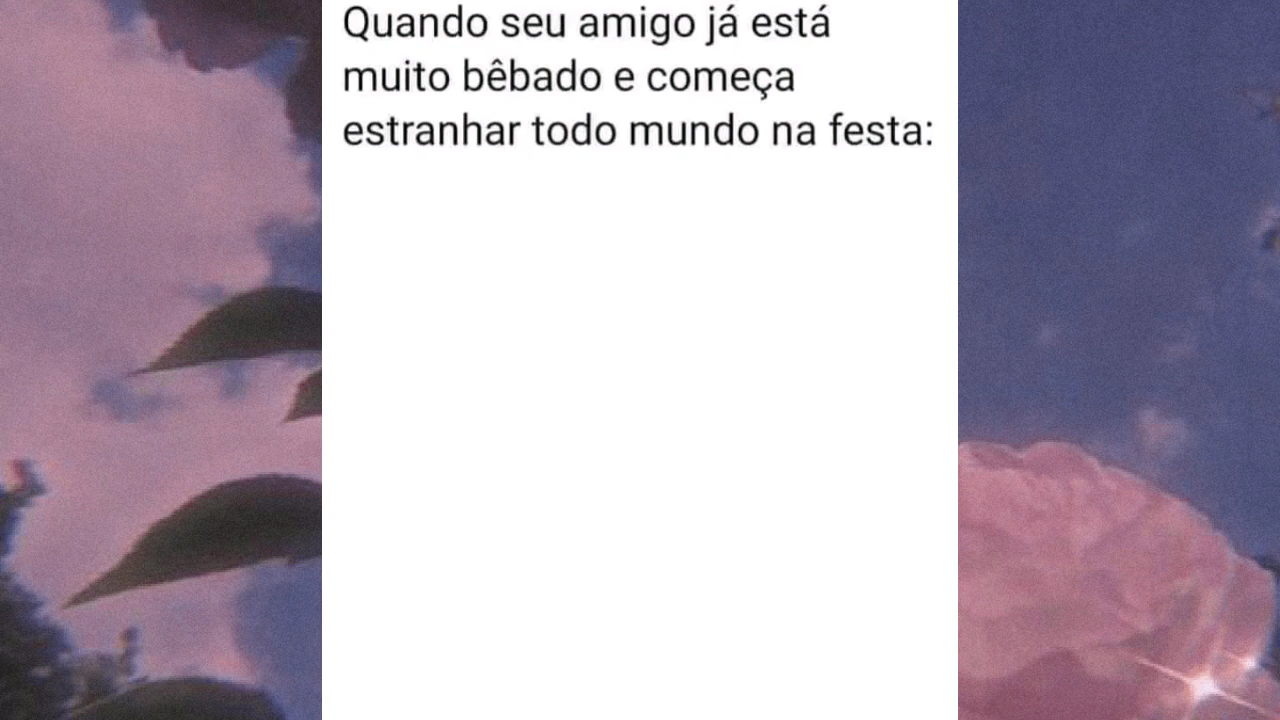 Quando seu amigo já está
muito bêbado e começa
estranhar todo mundo na festa: